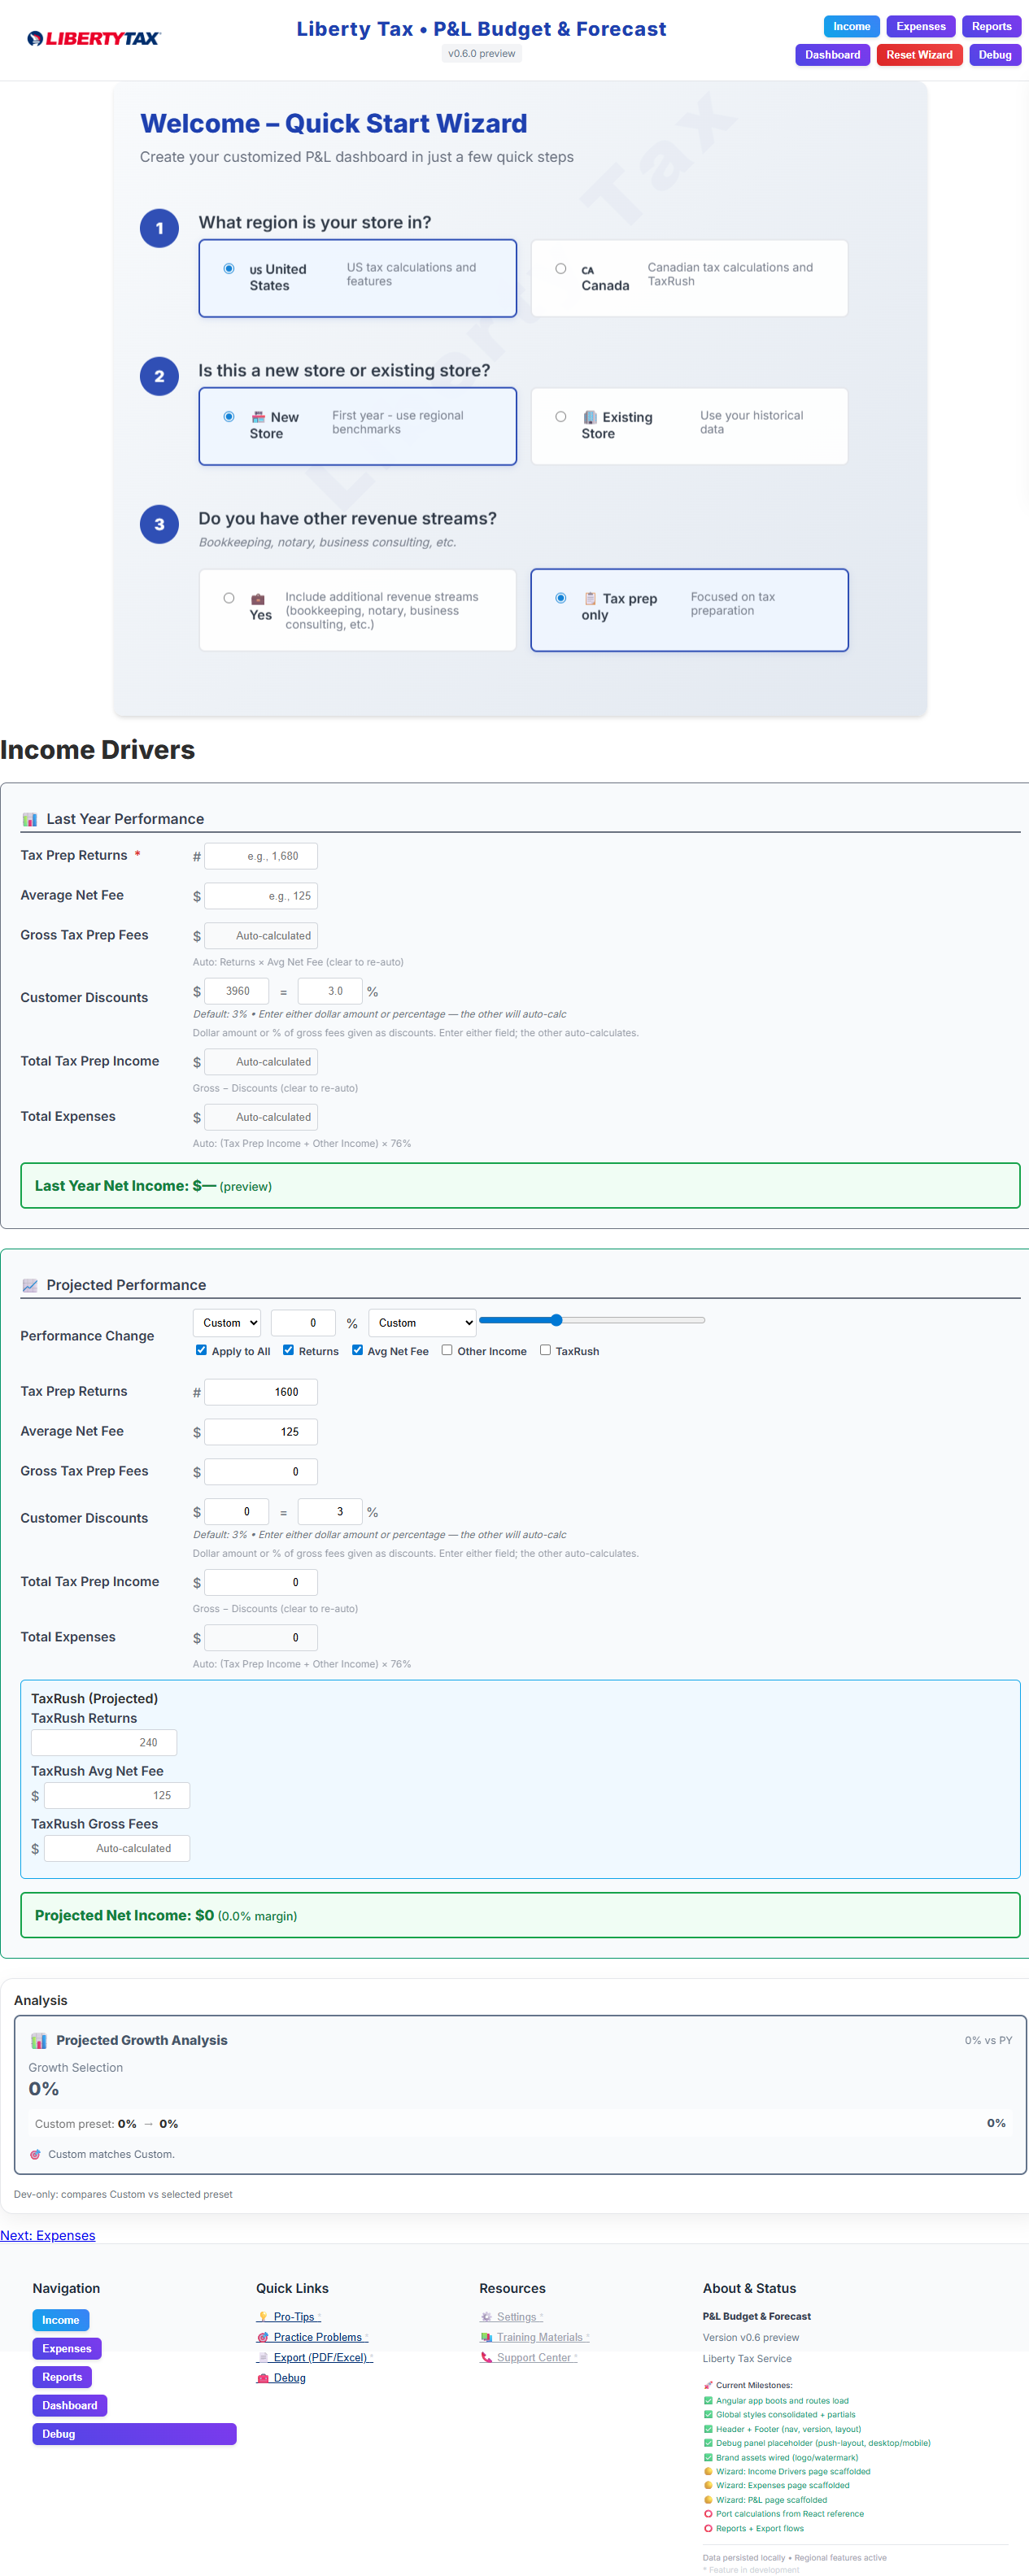 LIBERTYTAX
Liberty Tax • P&L Budget & Forecast
v0.6.0 preview
Income Expenses Reports
Dashboard Reset Wizard Debug
Welcome – Quick Start Wizard
Create your customized P&L dashboard in just a few quick steps
Liberty Tax
1
What region is your store in?
US United States
US tax calculations and features
CA Canada
Canadian tax calculations and TaxRush
2
Is this a new store or existing store?
New Store
First year - use regional benchmarks
Existing Store
Use your historical data
3
Do you have other revenue streams?
Bookkeeping, notary, business consulting, etc.
Yes
Include additional revenue streams (bookkeeping, notary, business consulting, etc.)
Tax prep only
Focused on tax preparation
Income Drivers
Last Year Performance
Tax Prep Returns * # e.g., 1,680
Average Net Fee $ e.g., 125
Gross Tax Prep Fees $ Auto-calculated
Auto: Returns × Avg Net Fee (clear to re-auto)
Customer Discounts $ 3960 = 3.0 %
Default: 3% • Enter either dollar amount or percentage — the other will auto-calc
Dollar amount or % of gross fees given as discounts. Enter either field; the other auto-calculates.
Total Tax Prep Income $ Auto-calculated
Gross – Discounts (clear to re-auto)
Total Expenses $ Auto-calculated
Auto: (Tax Prep Income + Other Income) × 76%
Last Year Net Income: $— (preview)
Projected Performance
Performance Change Custom 0 % Custom
Apply to All Returns Avg Net Fee Other Income TaxRush
Tax Prep Returns # 1600
Average Net Fee $ 125
Gross Tax Prep Fees $ 0
Customer Discounts $ 0 = 3 %
Default: 3% • Enter either dollar amount or percentage — the other will auto-calc
Dollar amount or % of gross fees given as discounts. Enter either field; the other auto-calculates.
Total Tax Prep Income $ 0
Gross – Discounts (clear to re-auto)
Total Expenses $ 0
Auto: (Tax Prep Income + Other Income) × 76%
TaxRush (Projected)
TaxRush Returns
240
TaxRush Avg Net Fee
$ 125
TaxRush Gross Fees
$ Auto-calculated
Projected Net Income: $0 (0.0% margin)
Analysis
Projected Growth Analysis 0% vs PY
Growth Selection
0%
Custom preset: 0% → 0% 0%
Custom matches Custom.
Dev-only: compares Custom vs selected preset
Next: Expenses
Navigation
Income
Expenses
Reports
Dashboard
Debug
Quick Links
Pro-Tips *
Practice Problems *
Export (PDF/Excel) *
Debug
Resources
Settings *
Training Materials *
Support Center *
About & Status
P&L Budget & Forecast
Version v0.6 preview
Liberty Tax Service
Current Milestones:
Angular app boots and routes load
Global styles consolidated + partials
Header + Footer (nav, version, layout)
Debug panel placeholder (push-layout, desktop/mobile)
Brand assets wired (logo/watermark)
Wizard: Income Drivers page scaffolded
Wizard: Expenses page scaffolded
Wizard: P&L page scaffolded
Port calculations from React reference
Reports + Export flows
Data persisted locally • Regional features active
* Feature in development